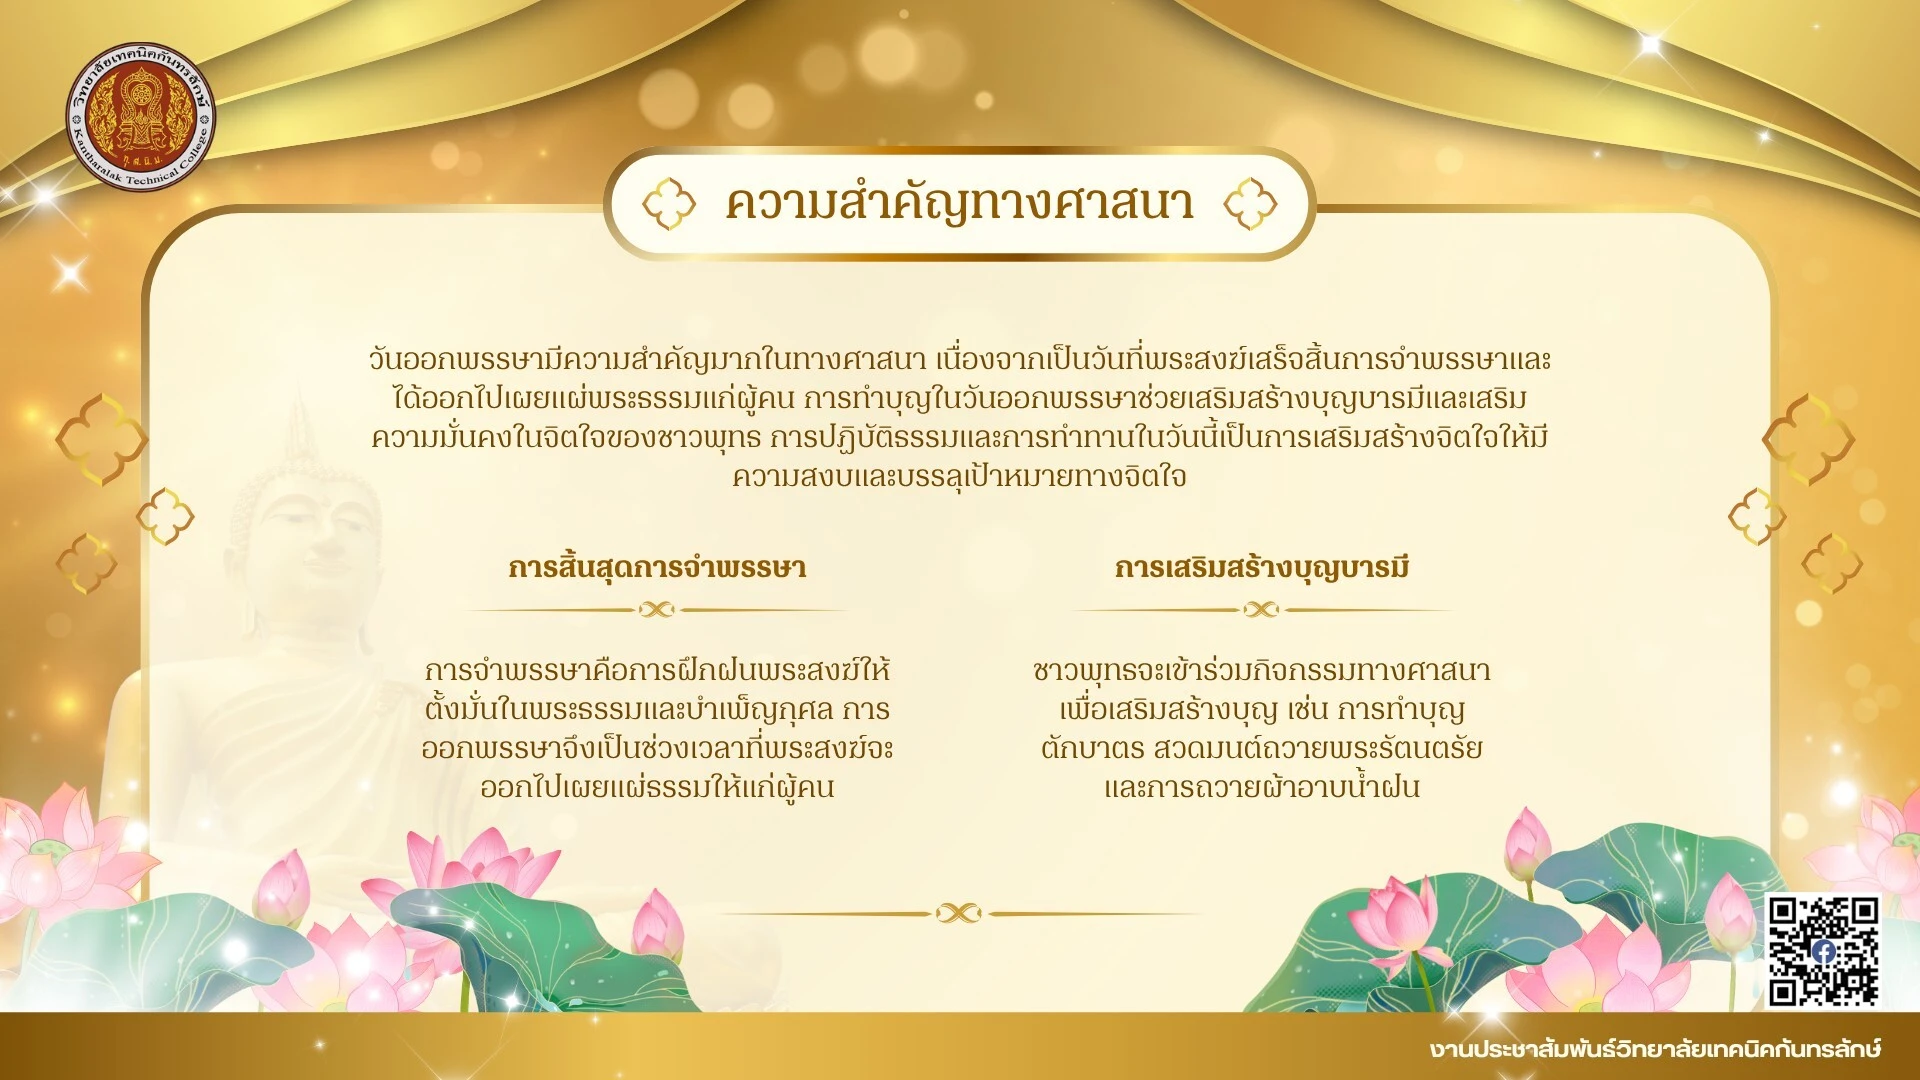 วิทยาลัยเทคนิคกันทรลักษ์
Kantharalak Technical College
ความสำคัญทางศาสนา
วันออกพรรษามีความสำคัญมากในทางศาสนา เนื่องจากเป็นวันที่พระสงฆ์เสร็จสิ้นการจำพรรษาและ
ได้ออกไปเผยแผ่พระธรรมแก่ผู้คน การทำบุญในวันออกพรรษาช่วยเสริมสร้างบุญบารมีและเสริม
ความมั่นคงในจิตใจของชาวพุทธ การปฏิบัติธรรมและการทำทานในวันนี้เป็นการเสริมสร้างจิตใจให้มี
ความสงบและบรรลุเป้าหมายทางจิตใจ
การสิ้นสุดการจำพรรษา
การจำพรรษาคือการฝึกฝนพระสงฆ์ให้
ตั้งมั่นในพระธรรมและบำเพ็ญกุศล การ
ออกพรรษาจึงเป็นช่วงเวลาที่พระสงฆ์จะ
ออกไปเผยแผ่ธรรมให้แก่ผู้คน
การเสริมสร้างบุญบารมี
ชาวพุทธจะเข้าร่วมกิจกรรมทางศาสนา
เพื่อเสริมสร้างบุญ เช่น การทำบุญ
ตักบาตร สวดมนต์ถวายพระรัตนตรัย
และการถวายผ้าอาบน้ำฝน
งานประชาสัมพันธ์วิทยาลัยเทคนิคกันทรลักษ์